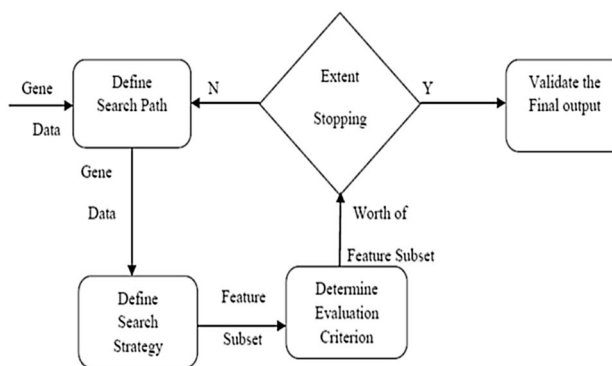 Gene
Data
Define
Search Path
N
Extent
Stopping
Y
Validate the
Final output
Gene
Data
Worth of
Feature Subset
Define
Search
Strategy
Feature
Subset
Determine
Evaluation
Criterion